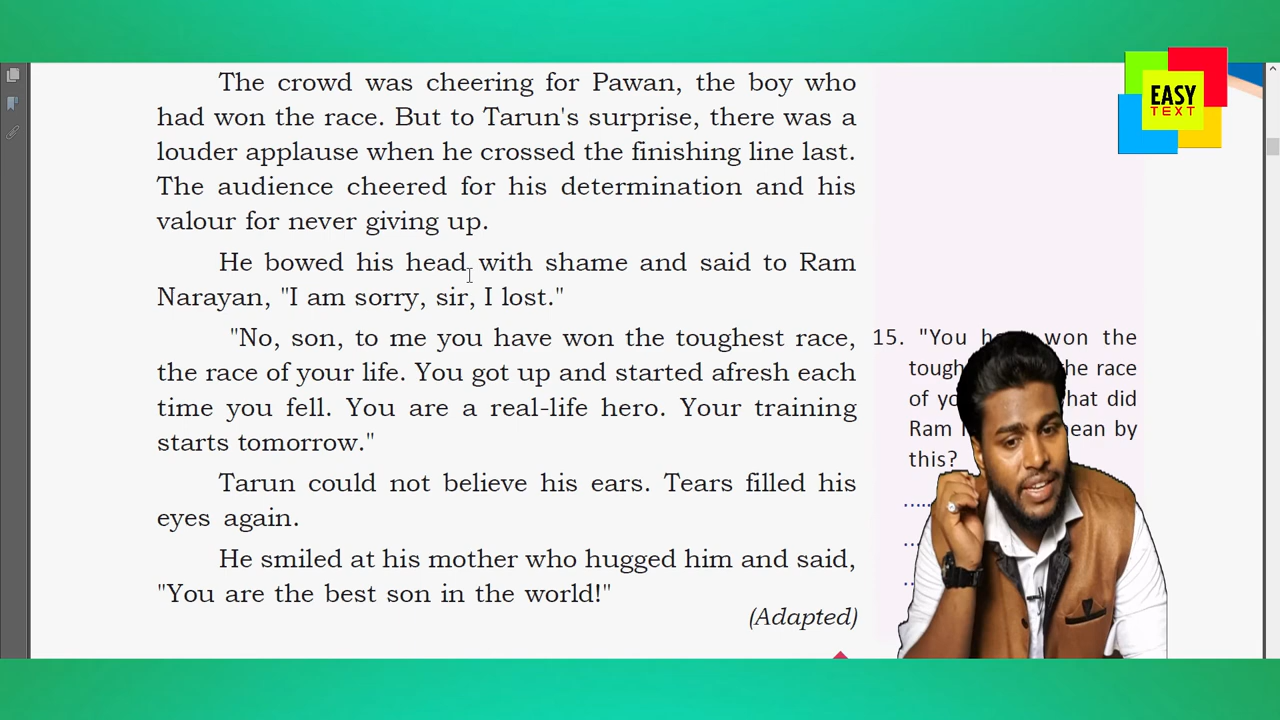 The crowd was cheering for Pawan, the boy who
had won the race. But to Tarun's surprise, there was a
louder applause when he crossed the finishing line last.
The audience cheered for his determination and his
valour for never giving up.
He bowed his head with shame and said to Ram
Narayan, "I am sorry, sir, I lost."
"No, son, to me you have won the toughest race,
the race of your life. You got up and started afresh each
time you fell. You are a real-life hero. Your training
starts tomorrow."
Tarun could not believe his ears. Tears filled his
eyes again.
He smiled at his mother who hugged him and said,
"You are the best son in the world!"
(Adapted)
15. "You won the
the race
of hat did
Ram ean by
this?
EASY
TEXT